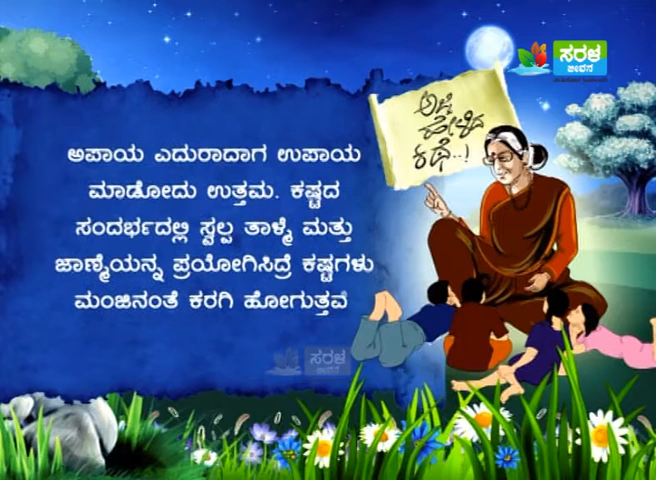 ಸರಳ
ಜೀವನ
ಅಜ್ಜಿ
ಹೇಳಿದ
ಕಥೆ..!
ಅಪಾಯ ಎದುರಾದಾಗ ಉಪಾಯ
ಮಾಡೋದು ಉತ್ತಮ. ಕಷ್ಟದ
ಸಂದರ್ಭದಲ್ಲಿ ಸ್ವಲ್ಪ ತಾಳ್ಮೆ ಮತ್ತು
ಜಾಣ್ಮೆಯನ್ನ ಪ್ರಯೋಗಿಸಿದ್ರೆ ಕಷ್ಟಗಳು
ಮಂಜಿನಂತೆ ಕರಗಿ ಹೋಗುತ್ತವೆ
ಸರಳ
ಜೀವನ